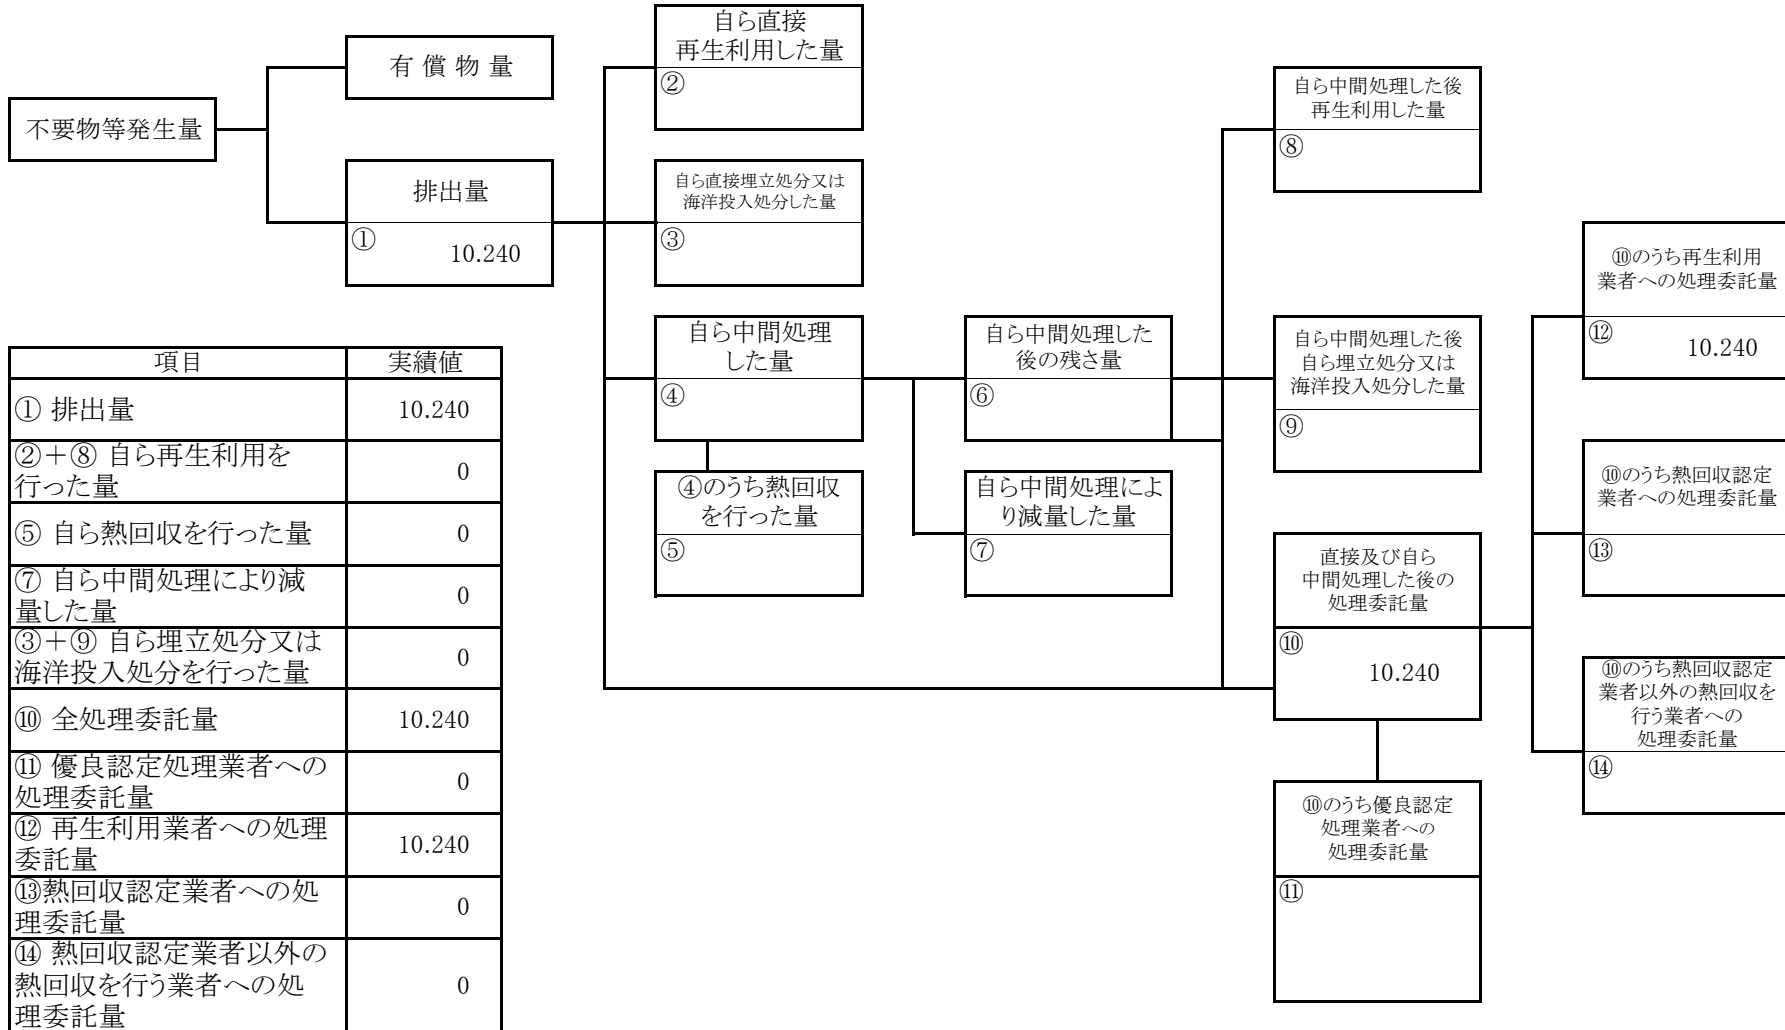 不要物等発生量
有 償 物 量
排出量
①
10.240
自ら直接
再生利用した量
②
自ら直接埋立処分又は
海洋投入処分した量
③
自ら中間処理
した量
④
④のうち熱回収
を行った量
⑤
自ら中間処理した
後の残さ量
⑥
自ら中間処理によ
り減量した量
⑦
自ら中間処理した後
再生利用した量
⑧
自ら中間処理した後
自ら埋立処分又は
海洋投入処分した量
⑨
直接及び自ら
中間処理した後の
処理委託量
⑩
10.240
⑩のうち優良認定
処理業者への
処理委託量
⑪
⑩のうち再生利用
業者への処理委託量
⑫
10.240
⑩のうち熱回収認定
業者への処理委託量
⑬
⑩のうち熱回収認定
業者以外の熱回収を
行う業者への
処理委託量
⑭
項目 実績値
① 排出量 10.240
②+⑧ 自ら再生利用を
行った量 0
⑤ 自ら熱回収を行った量 0
⑦ 自ら中間処理により減
量した量 0
③+⑨ 自ら埋立処分又は
海洋投入処分を行った量 0
⑩ 全処理委託量 10.240
⑪ 優良認定処理業者への
処理委託量 0
⑫ 再生利用業者への処理
委託量 10.240
⑬熱回収認定業者への処
理委託量 0
⑭ 熱回収認定業者以外の
熱回収を行う業者への処
理委託量 0